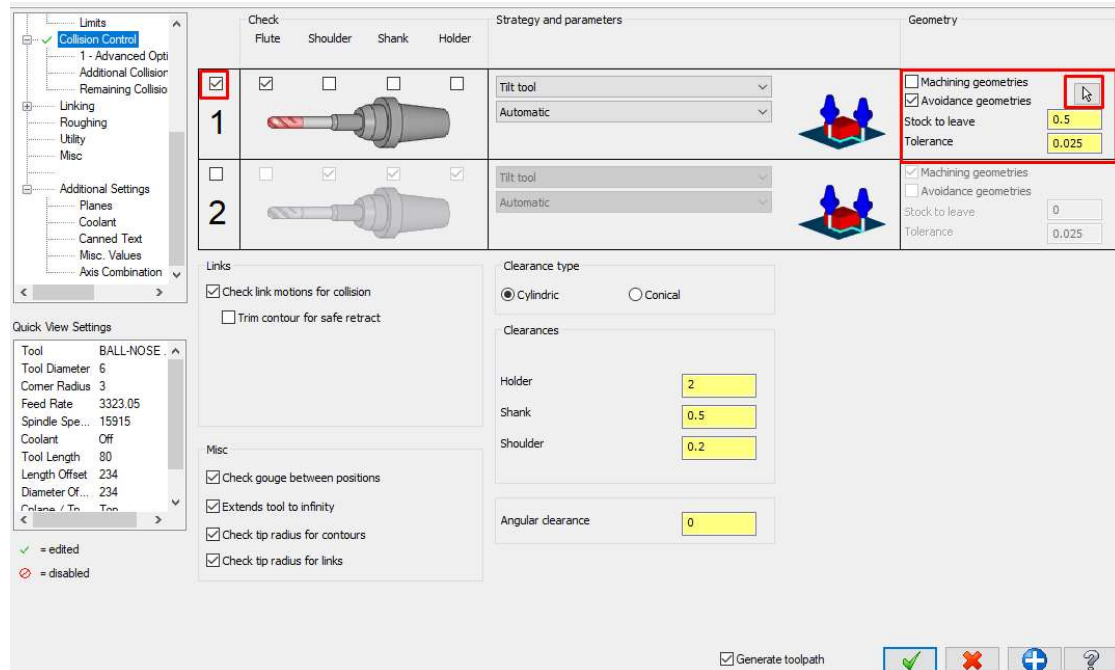 Limits
Collision Control
1 - Advanced Opti
Additional Collision
Remaining Collisio
Linking
Roughing
Utility
Misc
Additional Settings
Planes
Coolant
Canned Text
Misc. Values
Axis Combination
Quick View Settings
Tool BALL-NOSE .
Tool Diameter 6
Corner Radius 3
Feed Rate 3323.05
Spindle Spe... 15915
Coolant Off
Tool Length 80
Length Offset 234
Diameter Of... 234
Cplane / Tp Top
= edited
= disabled
Check
Flute Shoulder Shank Holder
Strategy and parameters
Geometry
1
Tilt tool
Automatic
Machining geometries
Avoidance geometries
Stock to leave 0.5
Tolerance 0.025
2
Tilt tool
Automatic
Machining geometries
Avoidance geometries
Stock to leave 0
Tolerance 0.025
Links
Check link motions for collision
Trim contour for safe retract
Misc
Check gouge between positions
Extends tool to infinity
Check tip radius for contours
Check tip radius for links
Clearance type
Cylindric Conical
Clearances
Holder 2
Shank 0.5
Shoulder 0.2
Angular clearance 0
Generate toolpath
?